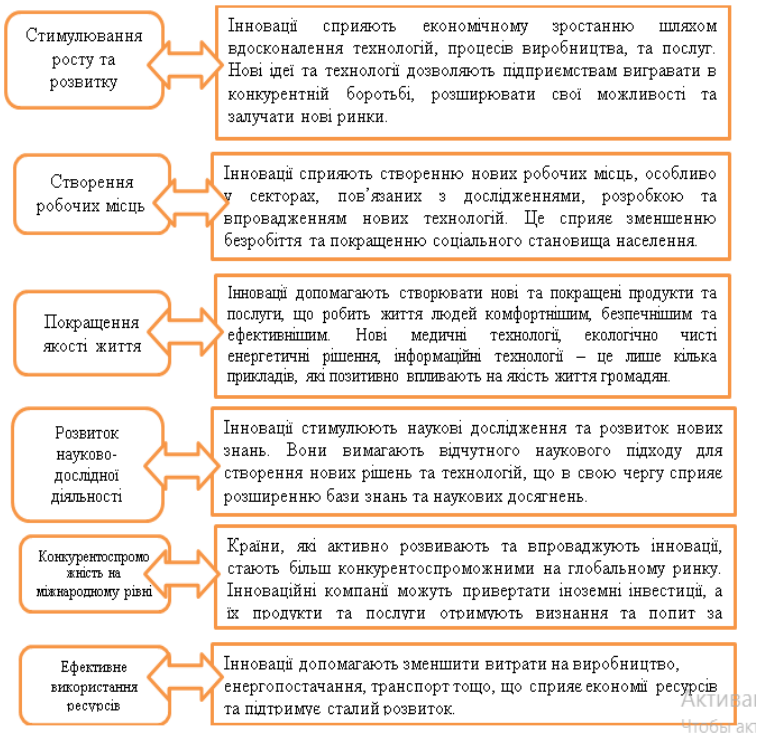 Стимулювання
росту та
розвитку
Інновації сприяють економічному зростанню шляхом
вдосконалення технологій, процесів виробництва, та послуг.
Нові ідеї та технології дозволяють підприємствам вигравати в
конкурентній боротьбі, розширювати свої можливості та
залучати нові ринки.
Створення
робочих місць
Інновації сприяють створенню нових робочих місць, особливо
у секторах, пов’язаних з дослідженнями, розробкою та
впровадженням нових технологій. Це сприяє зменшенню
безробіття та покращенню соціального становища населення.
Покращення
якості життя
Інновації допомагають створювати нові та покращені продукти та
послуги, що робить життя людей комфортнішим, безпечнішим та
ефективнішим. Нові медичні технології, екологічно чисті
енергетичні рішення, інформаційні технології – це лише кілька
прикладів, які позитивно впливають на якість життя громадян.
Розвиток
науково-
дослідної
діяльності
Інновації стимулюють наукові дослідження та розвиток нових
знань. Вони вимагають відчутного наукового підходу для
створення нових рішень та технологій, що в свою чергу сприяє
розширенню бази знань та наукових досягнень.
Конкурентоспромо
жність на
міжнародному рівні
Країни, які активно розвивають та впроваджують інновації,
стають більш конкурентоспроможними на глобальному ринку.
Інноваційні компанії можуть привертати іноземні інвестиції, а
їх продукти та послуги отримують визнання та попит за
Ефективне
використання
ресурсів
Інновації допомагають зменшити витрати на виробництво,
енергопостачання, транспорт тощо, що сприяє економії ресурсів
та підтримує сталий розвиток.
Актива
Чтобы ак